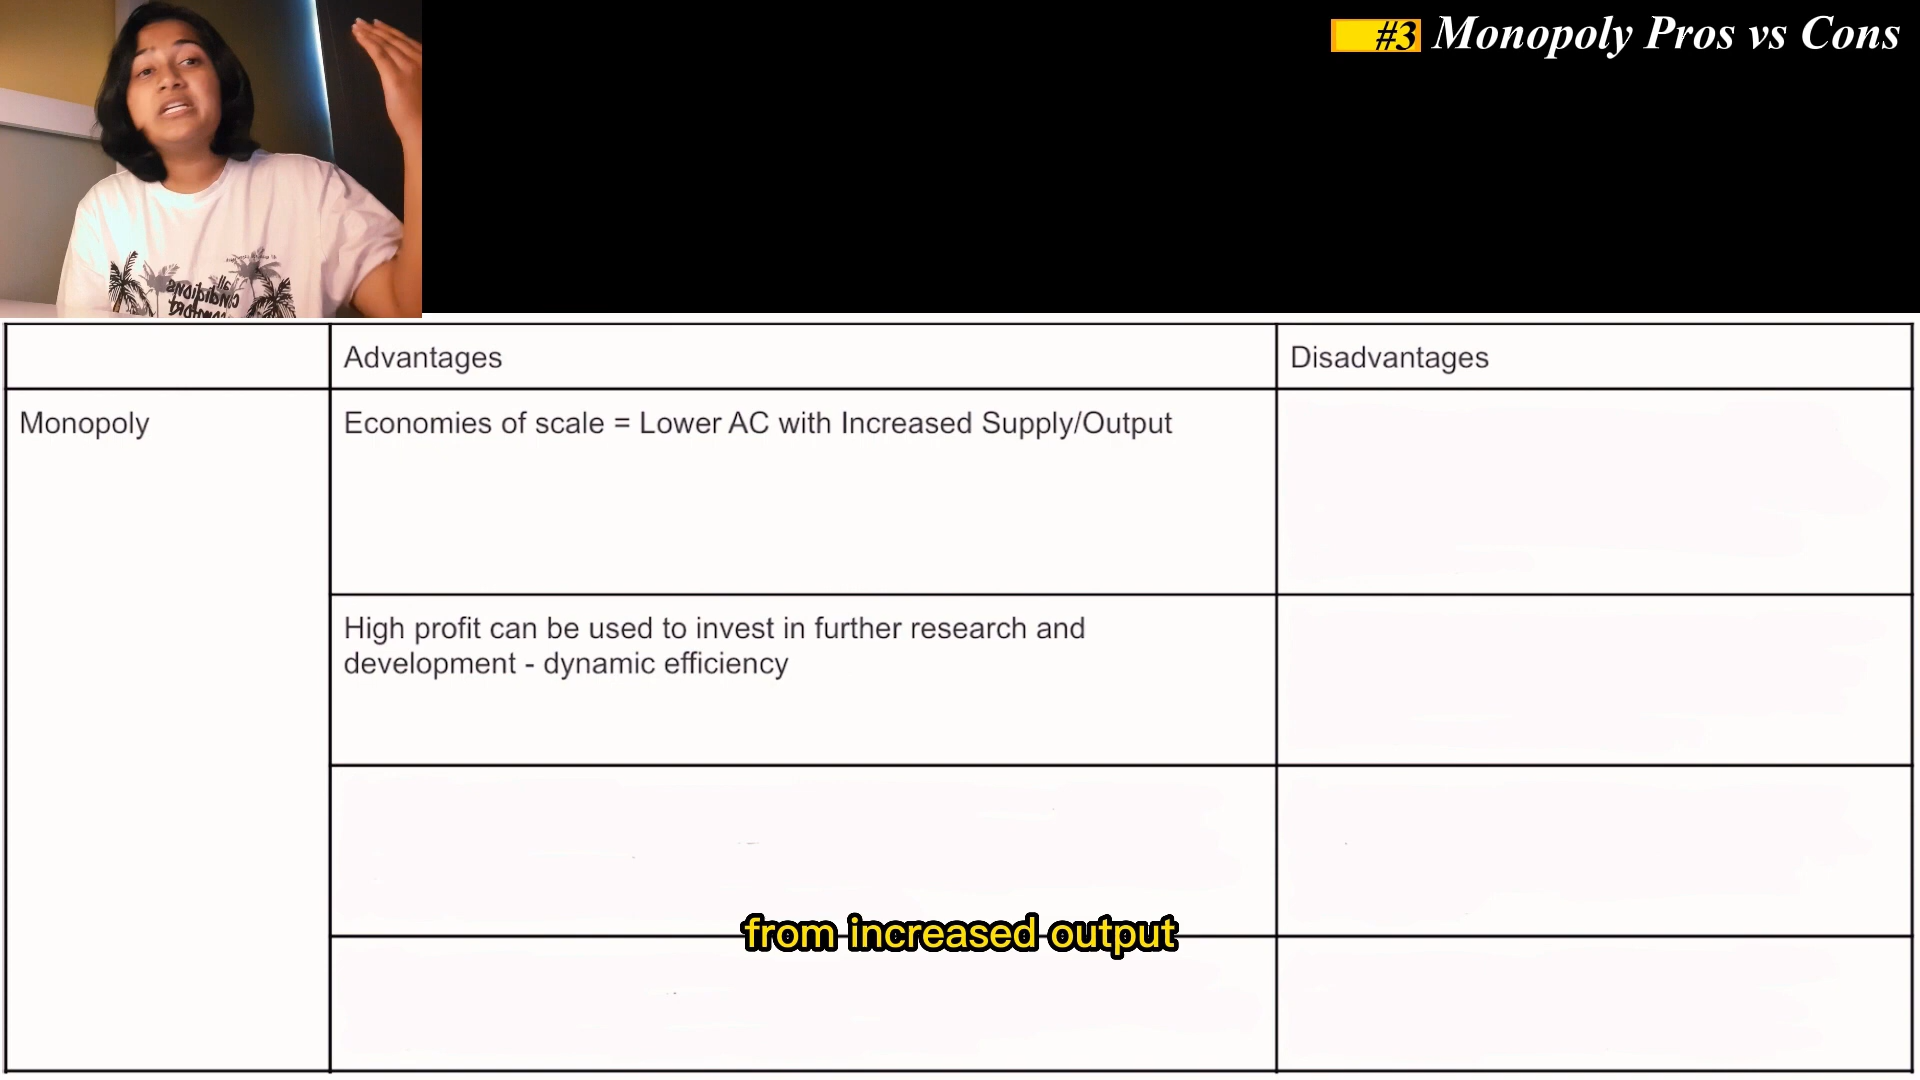 #3 Monopoly Pros vs Cons
Advantages
Disadvantages
Monopoly
Economies of scale = Lower AC with Increased Supply/Output
High profit can be used to invest in further research and
development - dynamic efficiency
from increased output